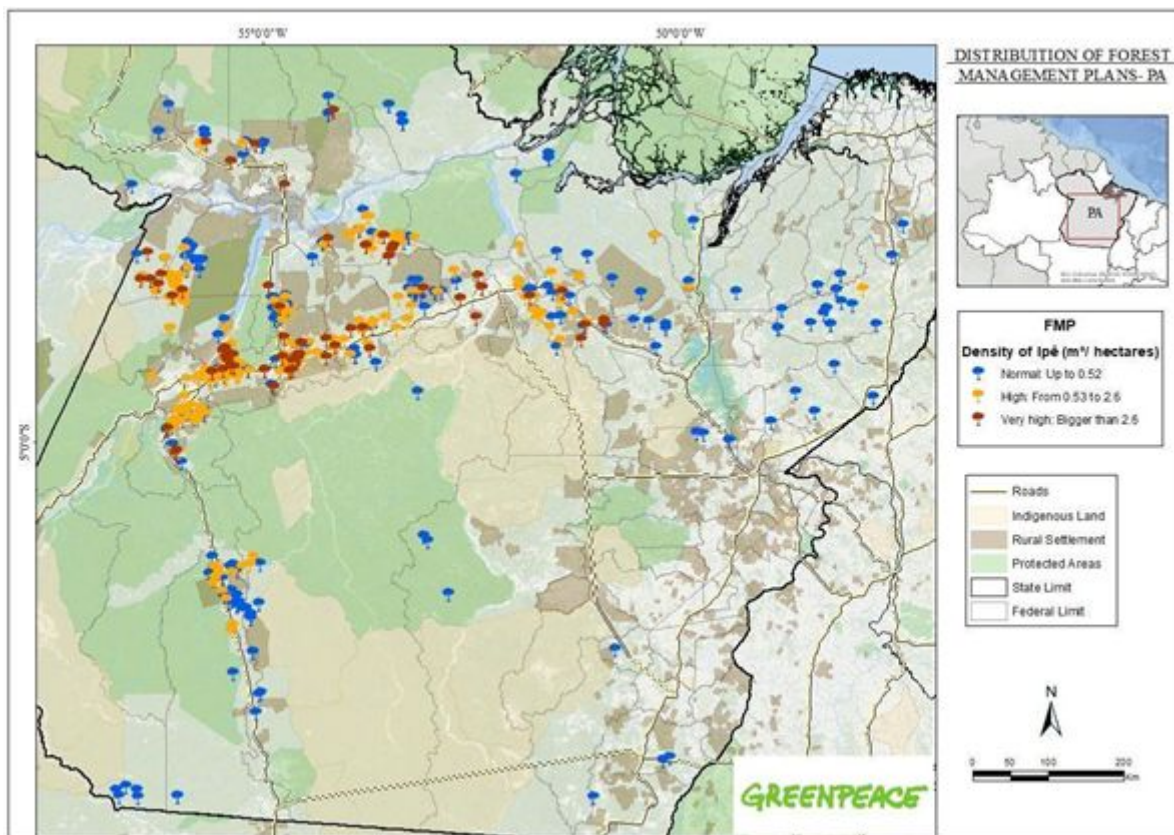 55°0'0"W
50°0'0"W
5°0'0"S
DISTRIBUITION OF FOREST
MANAGEMENT PLANS- PA
PA
FMP
Density of Ipê (m³/ hectares)
Normal: Up to 0.52
High: From 0.53 to 2.6
Very high: Bigger than 2.6
Roads
Indigenous Land
Rural Settlement
Protected Areas
State Limit
Federal Limit
N
0 50 100 200
Km
GREENPEACE